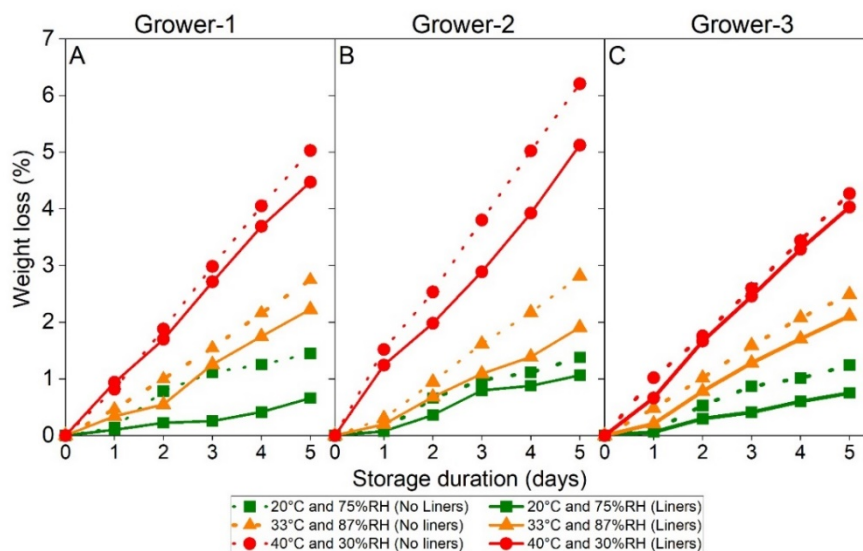 Grower-1 Grower-2 Grower-3
A B C
Weight loss (%)
7
6
5
4
3
2
1
0
0 1 2 3 4 5 0 1 2 3 4 5 0 1 2 3 4 5
Storage duration (days)
20°C and 75%RH (No Liners) 20°C and 75%RH (Liners)
33°C and 87%RH (No liners) 33°C and 87%RH (Liners)
40°C and 30%RH (No liners) 40°C and 30%RH (Liners)